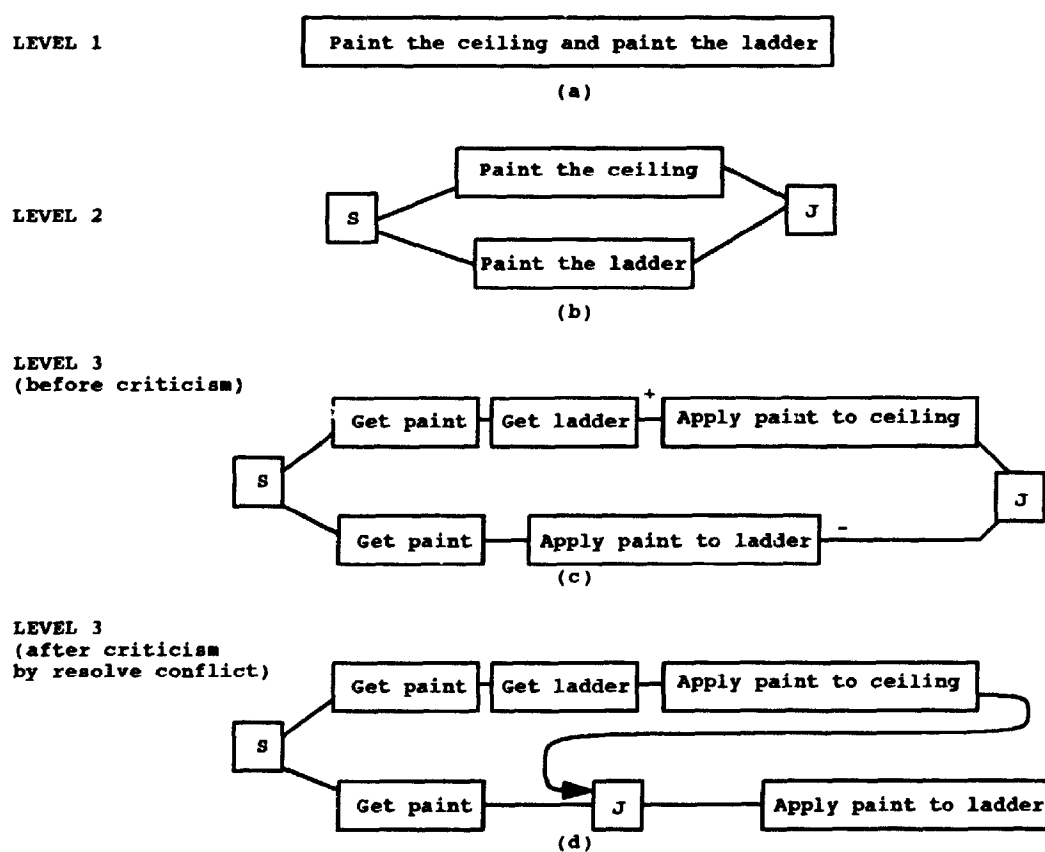 LEVEL 1
Paint the ceiling and paint the ladder
(a)
LEVEL 2
Paint the ceiling
S
J
Paint the ladder
(b)
LEVEL 3
(before criticism)
+
Get paint
Get ladder
Apply paint to ceiling
S
J
-
Get paint
Apply paint to ladder
(c)
LEVEL 3
(after criticism
by resolve conflict)
Get paint
Get ladder
Apply paint to ceiling
S
Get paint
J
Apply paint to ladder
(d)